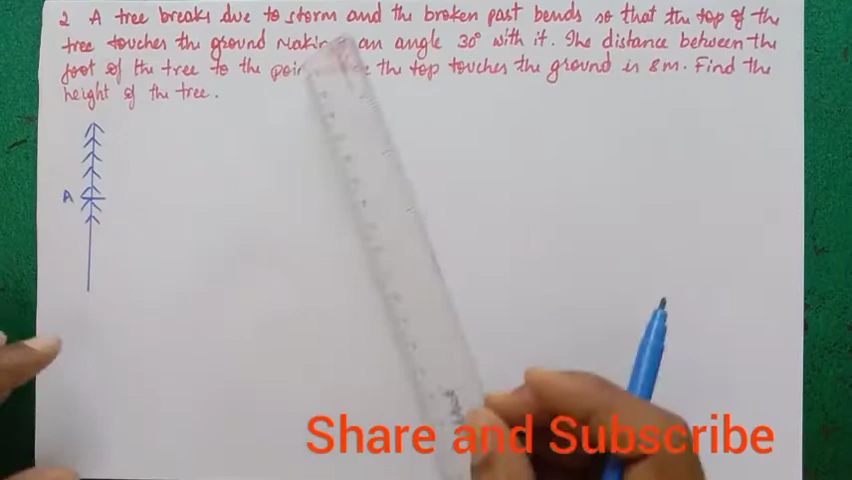 2 A tree breaks due to storm and the broken part bends so that the top of the
tree touches the ground making an angle 30° with it. The distance between the
foot of the tree to the the top touches the ground is 8m. Find the
height of the tree.
A
Share and Subscribe